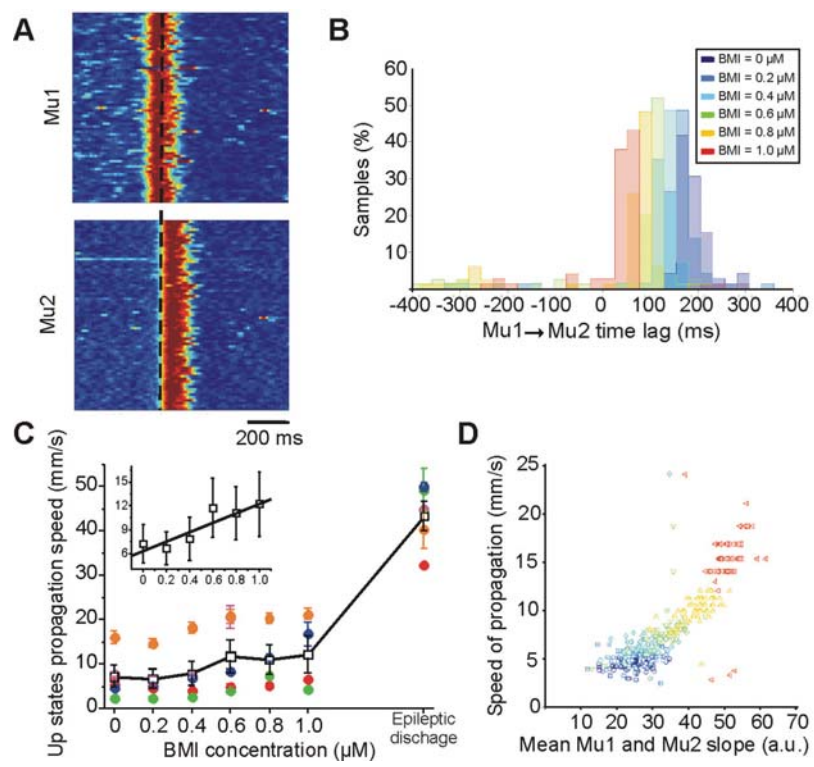 A
Mu1
Mu2
200 ms
B
Samples (%)
60
50
40
30
20
10
-400 -300 -200 -100 0 100 200 300 400
Mu1→Mu2 time lag (ms)
BMI = 0 µM
BMI = 0.2 µM
BMI = 0.4 µM
BMI = 0.6 µM
BMI = 0.8 µM
BMI = 1.0 µM
C
Up states propagation speed (mm/s)
50
40
30
20
10
0
15
12
9
6
0 0.2 0.4 0.6 0.8 1.0
0 0.2 0.4 0.6 0.8 1.0
Epileptic
dischage
BMI concentration (µM)
D
Speed of propagation (mm/s)
25
20
15
10
5
0
10 20 30 40 50 60 70
Mean Mu1 and Mu2 slope (a.u.)